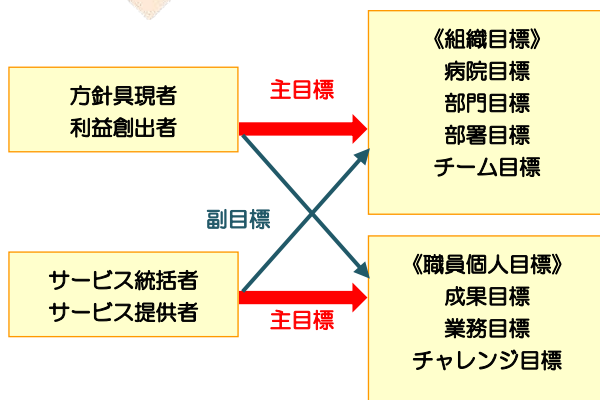 方針具現者
利益創出者
主目標
《組織目標》
病院目標
部門目標
部署目標
チーム目標
副目標
サービス統括者
サービス提供者
主目標
《職員個人目標》
成果目標
業務目標
チャレンジ目標